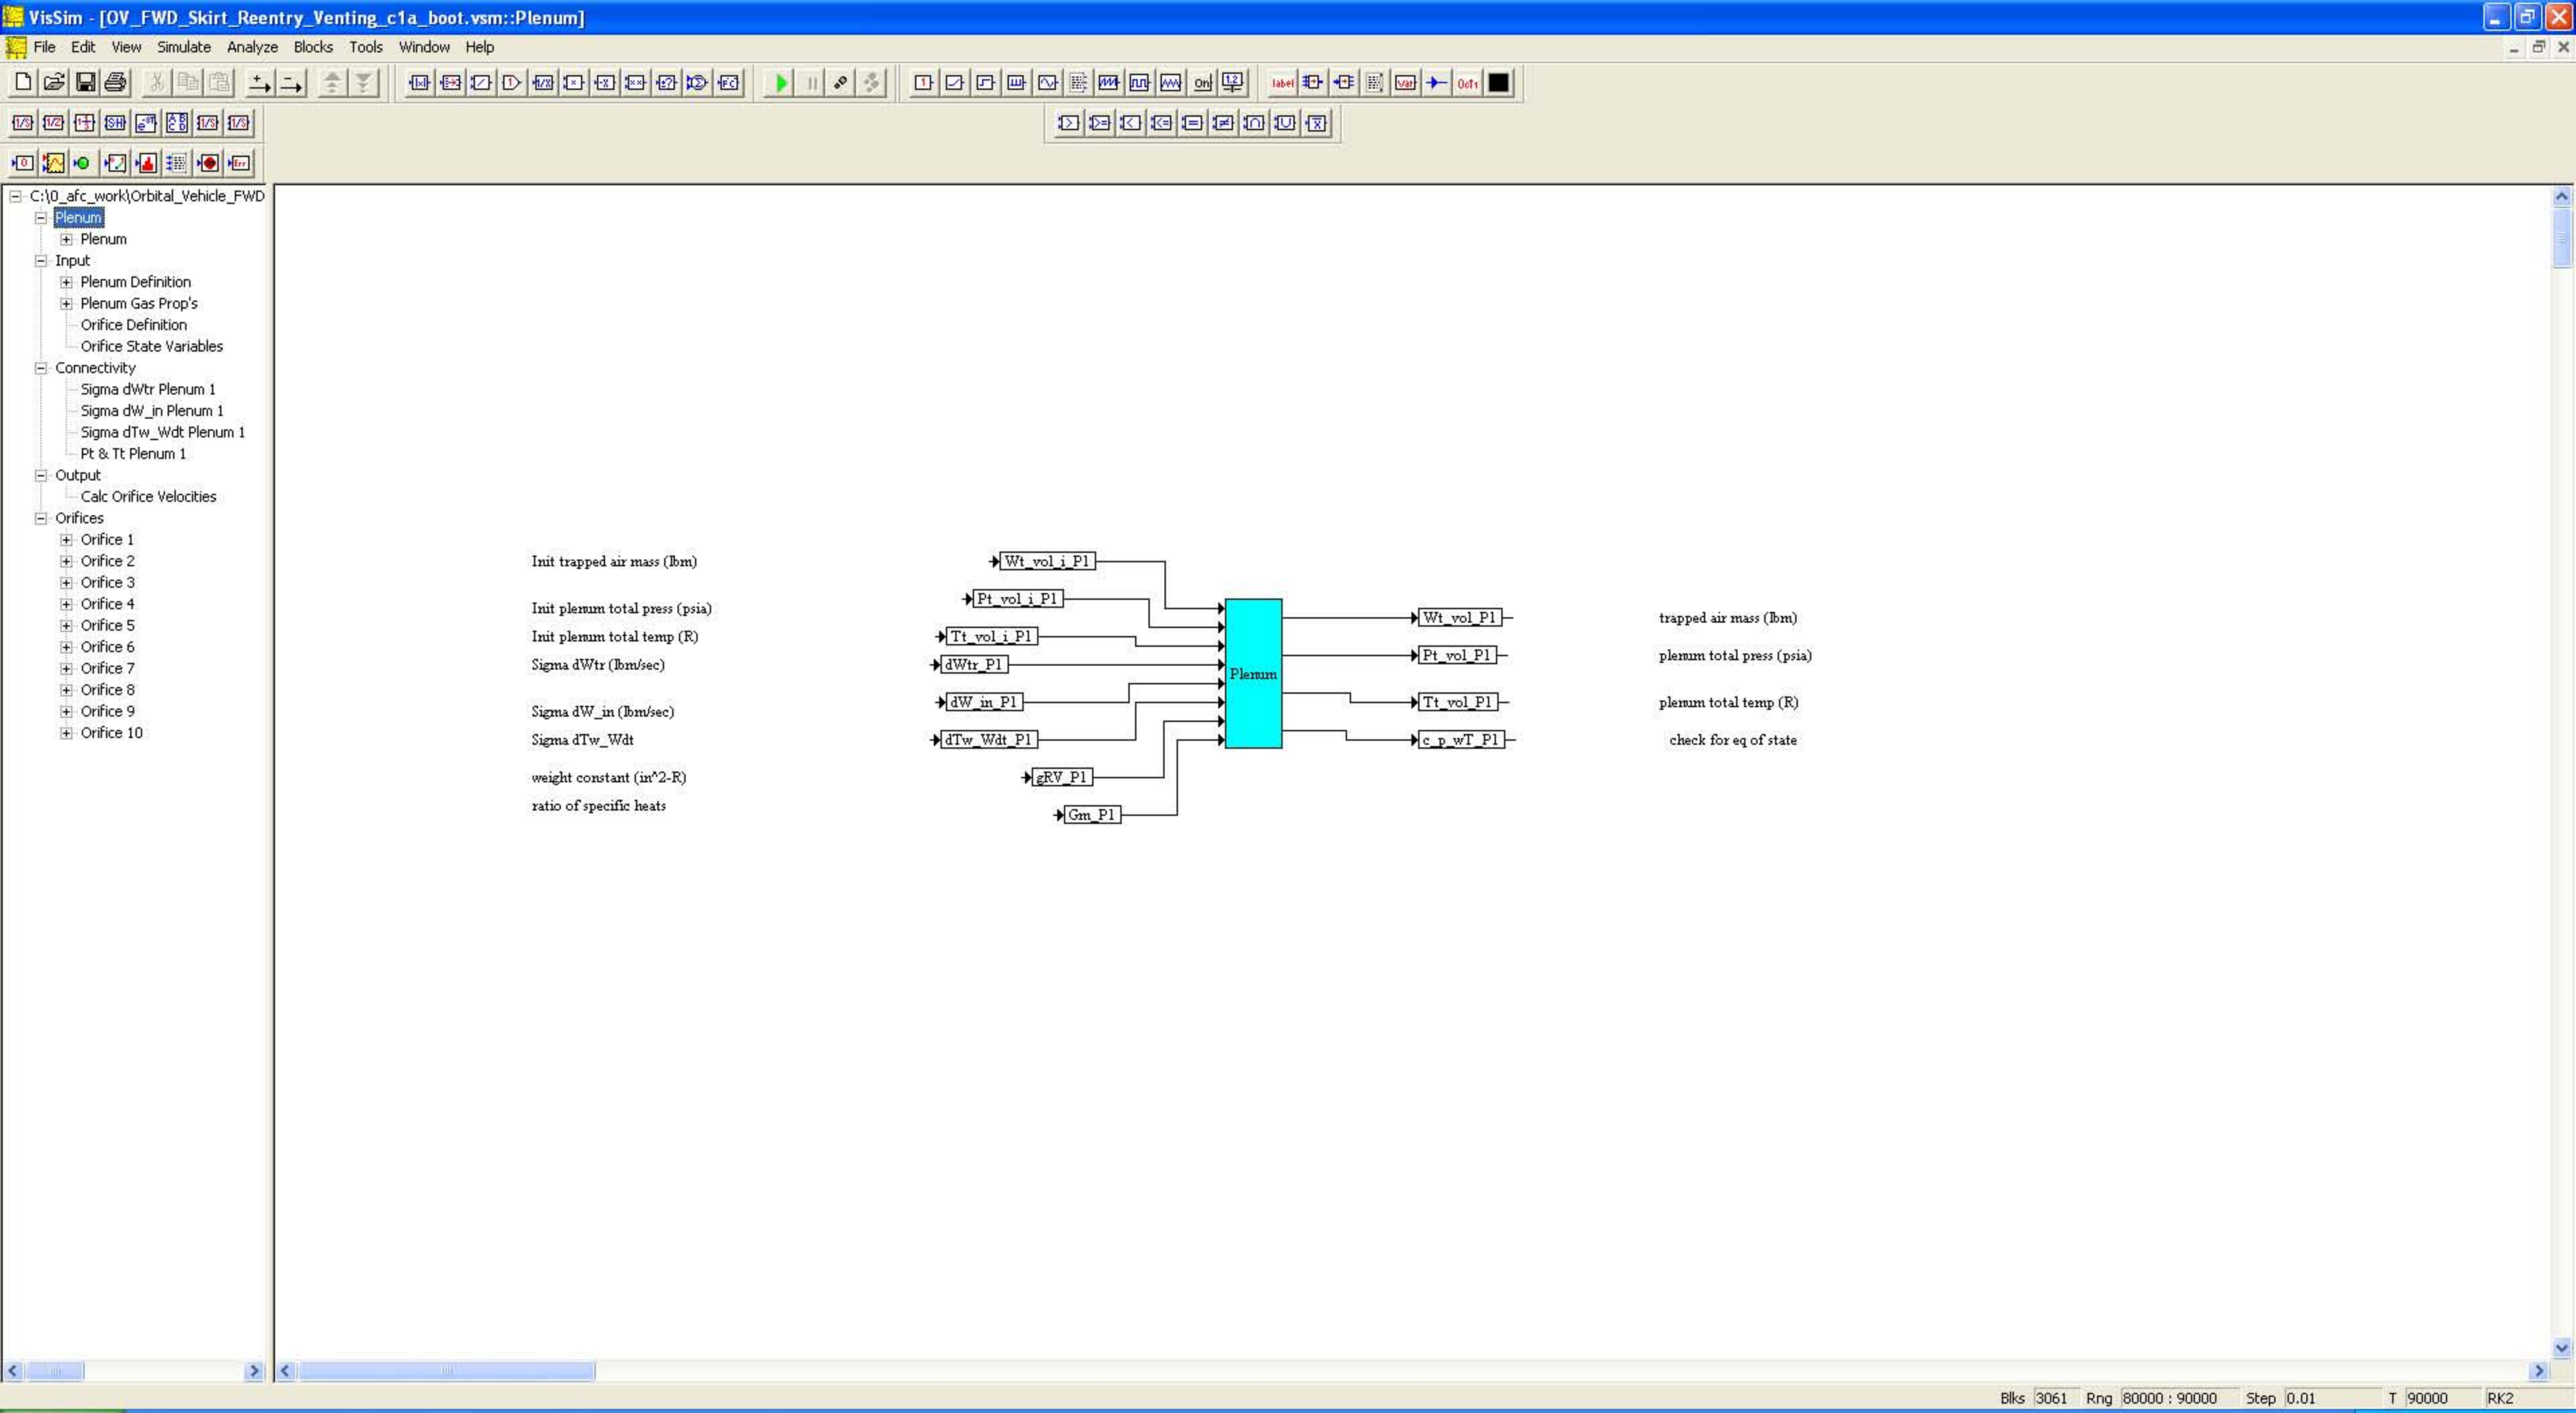 VisSim - [OV_FWD_Skirt_Reentry_Venting_c1a_boot.vsm::Plenum]
File Edit View Simulate Analyze Blocks Tools Window Help
C:\0_afc_work\Orbital_Vehicle_FWD
Plenum
Plenum
Input
Plenum Definition
Plenum Gas Prop's
Orifice Definition
Orifice State Variables
Connectivity
Sigma dWtr Plenum 1
Sigma dW_in Plenum 1
Sigma dTw_Wdt Plenum 1
Pt & Tt Plenum 1
Output
Calc Orifice Velocities
Orifices
Orifice 1
Orifice 2
Orifice 3
Orifice 4
Orifice 5
Orifice 6
Orifice 7
Orifice 8
Orifice 9
Orifice 10
Init trapped air mass (lbm)
Init plenum total press (psia)
Init plenum total temp (R)
Sigma dWtr (lbm/sec)
Sigma dW_in (lbm/sec)
Sigma dTw_Wdt
weight constant (in^2-R)
ratio of specific heats
Wt_vol_i_P1
Pt_vol_i_P1
Tt_vol_i_P1
dWtr_P1
dW_in_P1
dTw_Wdt_P1
gRV_P1
Gm_P1
Plenum
Wt_vol_P1
Pt_vol_P1
Tt_vol_P1
c_p_wT_P1
trapped air mass (lbm)
plenum total press (psia)
plenum total temp (R)
check for eq of state
Blks 3061 Rng 80000 : 90000 Step 0.01 T 90000 RK2